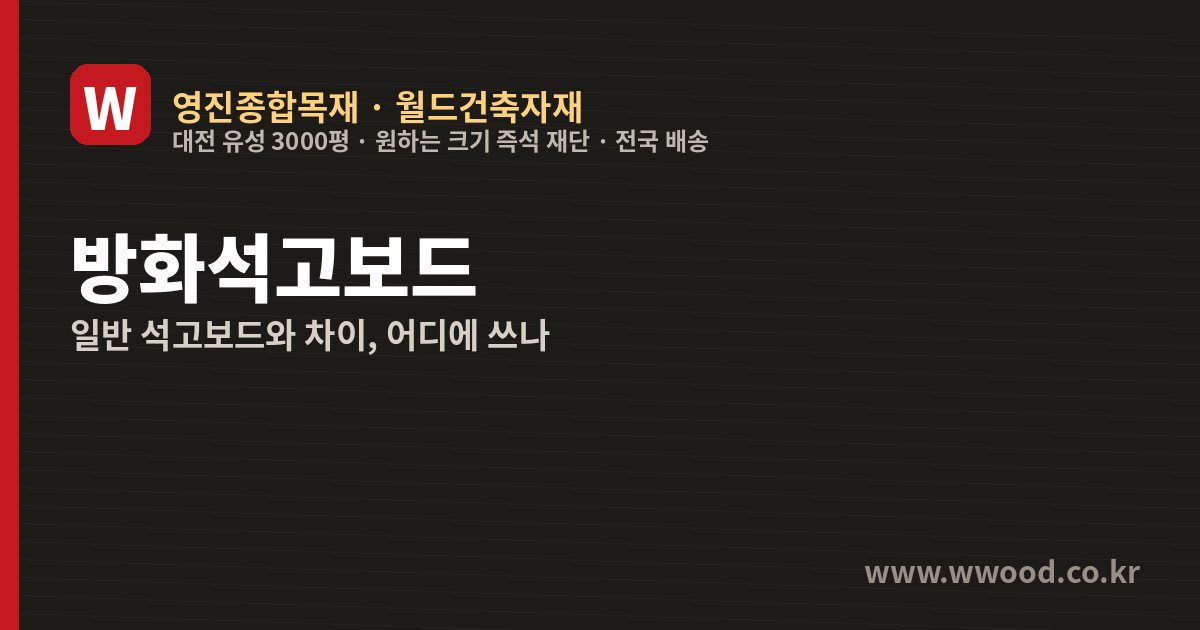 W
영진종합목재 · 월드건축자재
대전 유성 3000평 · 원하는 크기 즉석 재단 · 전국 배송
방화석고보드
일반 석고보드와 차이, 어디에 쓰나
www.wwood.co.kr